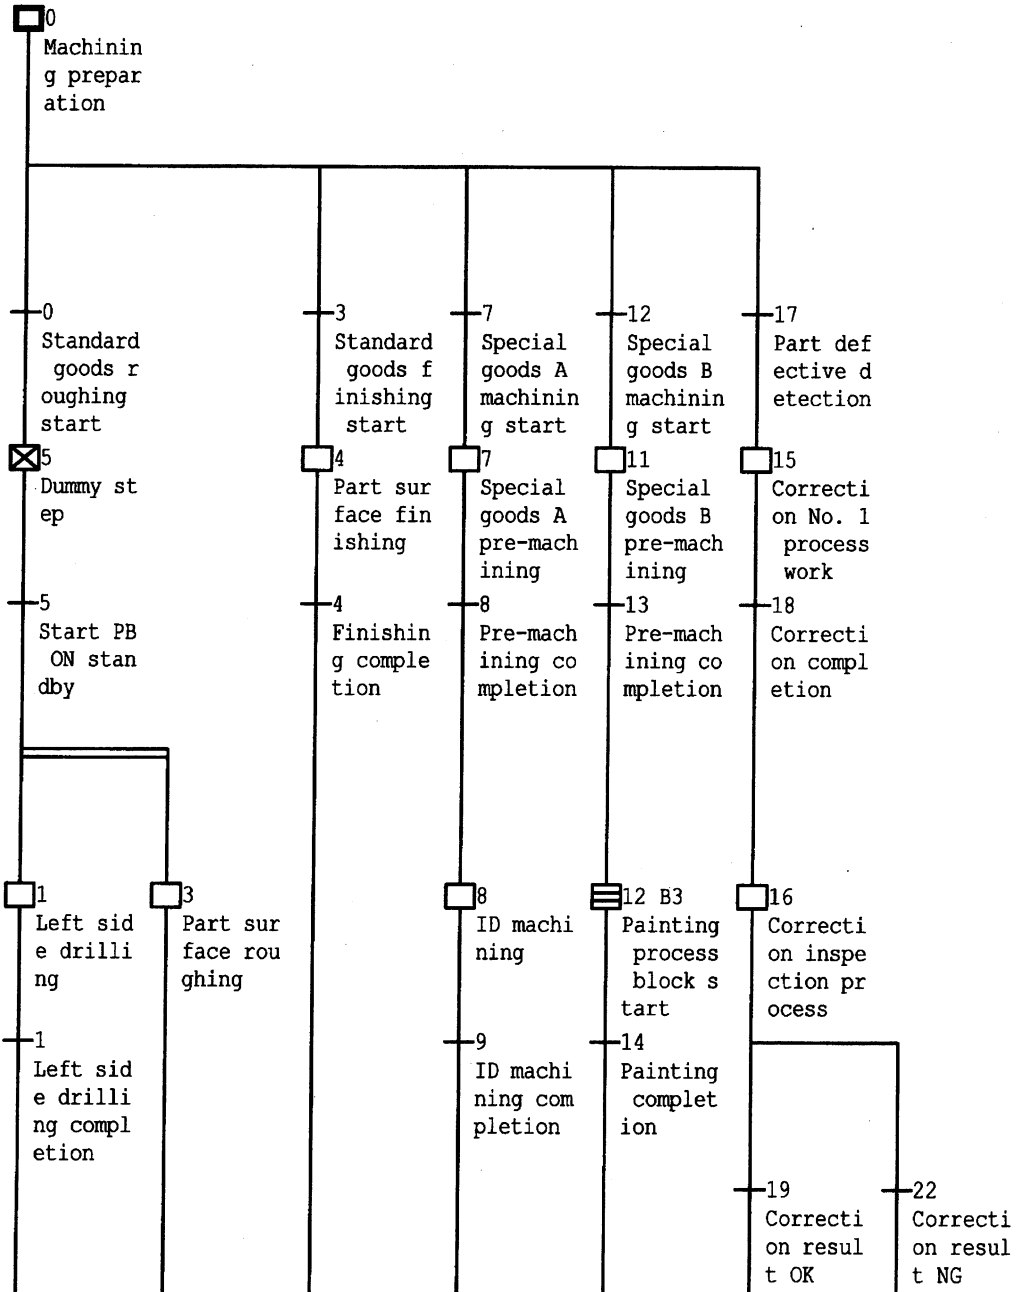 0
Machinin
g prepar
ation
0
Standard
goods r
oughing
start
3
Standard
goods f
inishing
start
7
Special
goods A
machinin
g start
12
Special
goods B
machinin
g start
17
Part def
ective d
etection
5
Dummy st
ep
4
Part sur
face fin
ishing
7
Special
goods A
pre-mach
ining
11
Special
goods B
pre-mach
ining
15
Correcti
on No. 1
process
work
5
Start PB
ON stan
dby
4
Finishin
g comple
tion
8
Pre-mach
ining co
mpletion
13
Pre-mach
ining co
mpletion
18
Correcti
on compl
etion
1
Left sid
e drilli
ng
3
Part sur
face rou
ghing
8
ID machi
ning
12 B3
Painting
process
block s
tart
16
Correcti
on inspe
ction pr
ocess
1
Left sid
e drilli
ng compl
etion
9
ID machi
ning com
pletion
14
Painting
complet
ion
19
Correcti
on resul
t OK
22
Correcti
on resul
t NG